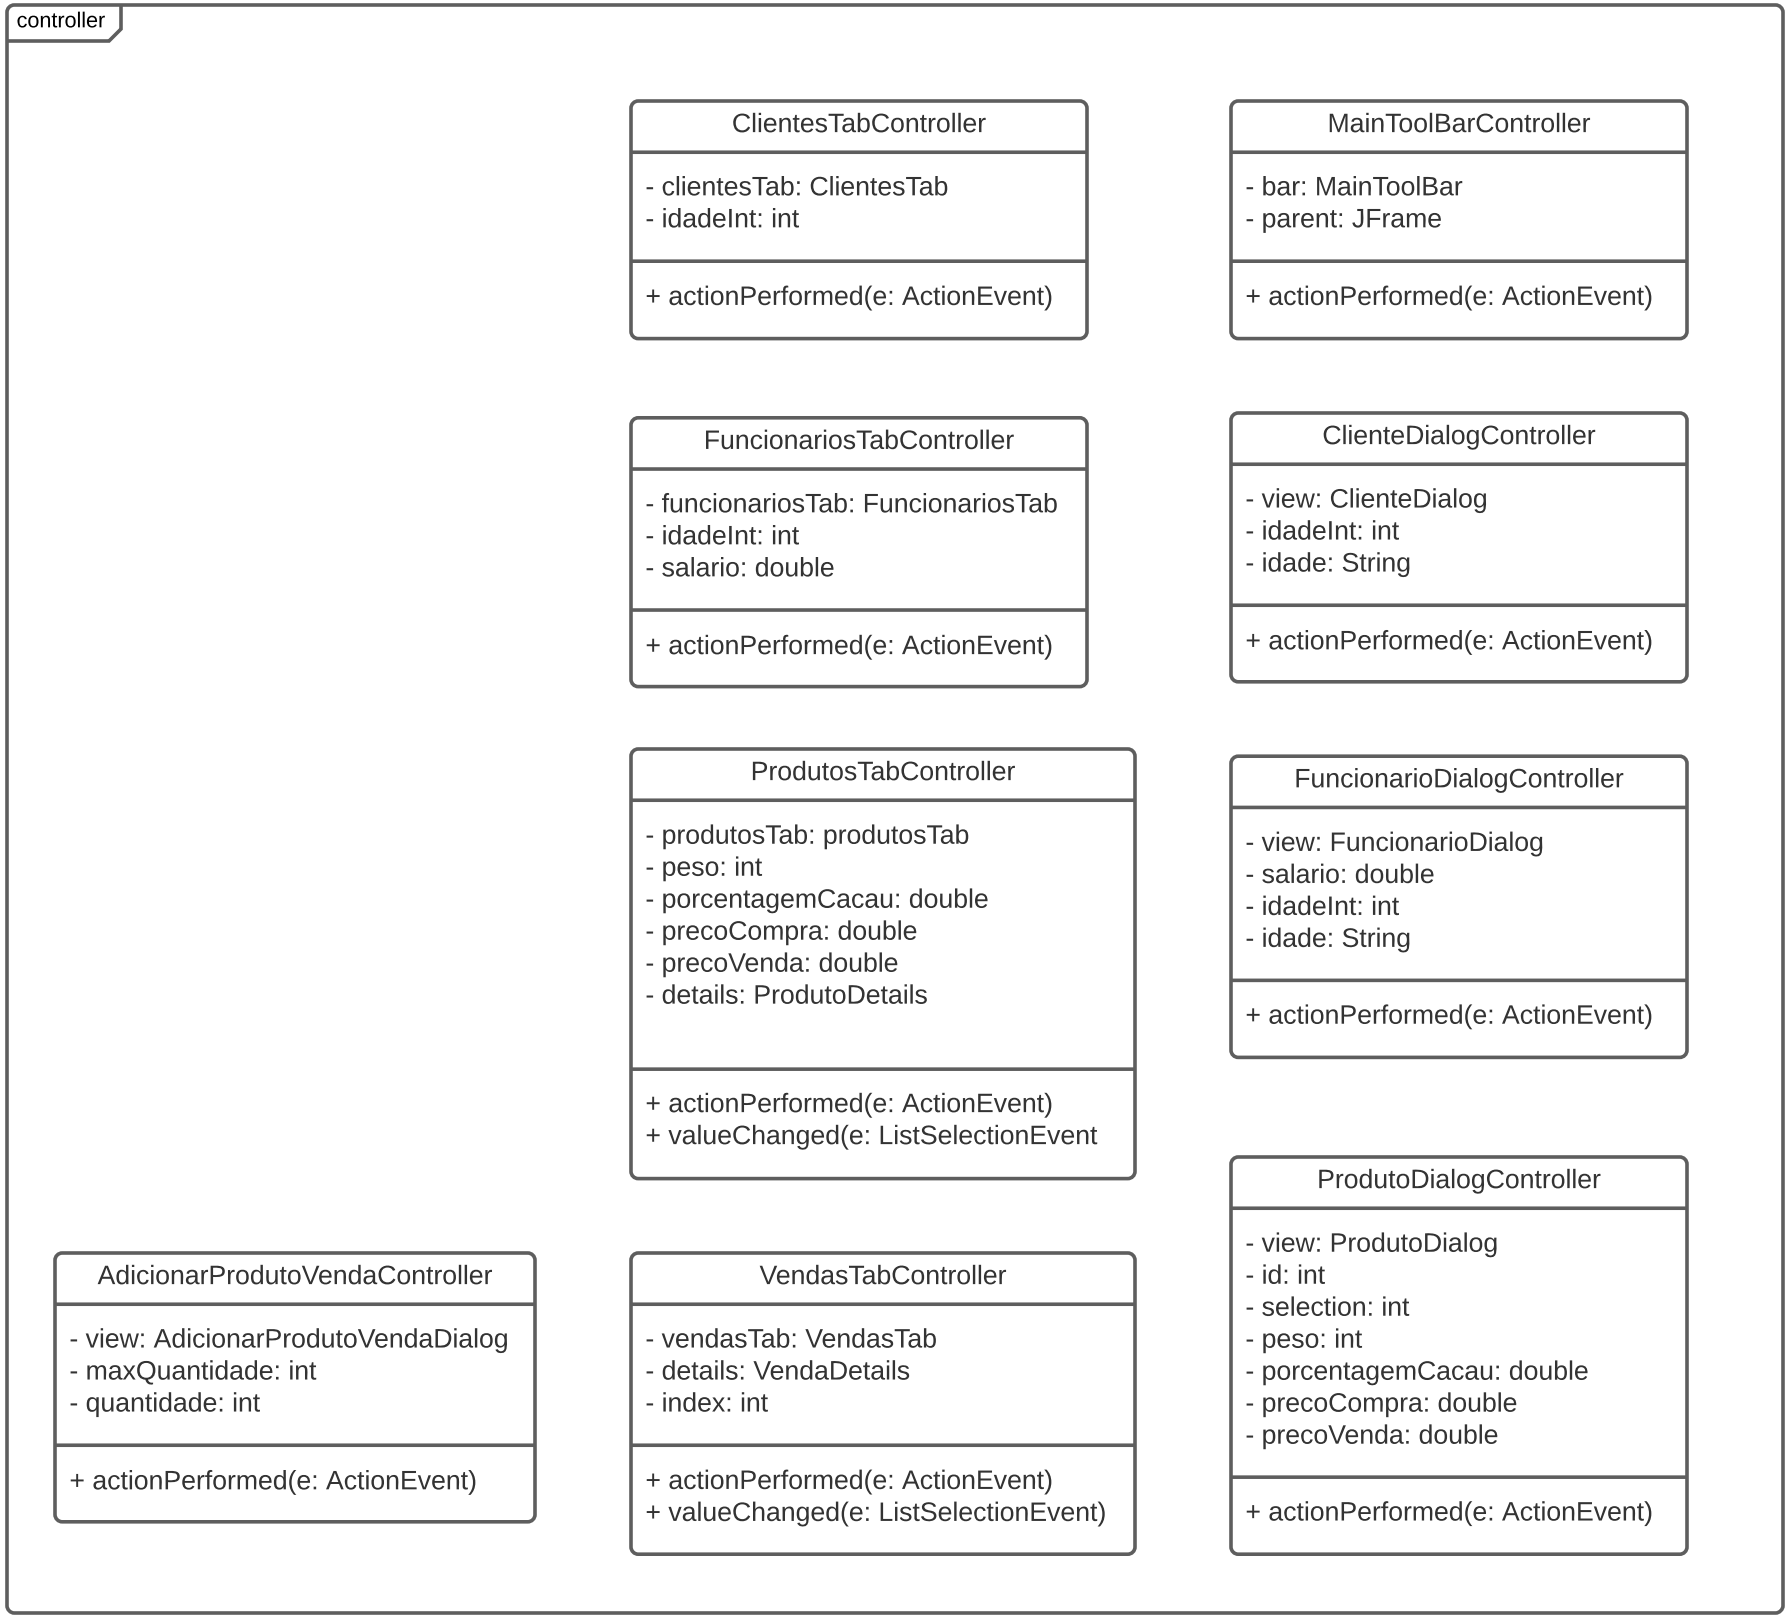 controller
ClientesTabController
- clientesTab: ClientesTab
- idadeInt: int
+ actionPerformed(e: ActionEvent)
MainToolBarController
- bar: MainToolBar
- parent: JFrame
+ actionPerformed(e: ActionEvent)
FuncionariosTabController
- funcionariosTab: FuncionariosTab
- idadeInt: int
- salario: double
+ actionPerformed(e: ActionEvent)
ClienteDialogController
- view: ClienteDialog
- idadeInt: int
- idade: String
+ actionPerformed(e: ActionEvent)
ProdutosTabController
- produtosTab: produtosTab
- peso: int
- porcentagemCacau: double
- precoCompra: double
- precoVenda: double
- details: ProdutoDetails
+ actionPerformed(e: ActionEvent)
+ valueChanged(e: ListSelectionEvent
FuncionarioDialogController
- view: FuncionarioDialog
- salario: double
- idadeInt: int
- idade: String
+ actionPerformed(e: ActionEvent)
AdicionarProdutoVendaController
- view: AdicionarProdutoVendaDialog
- maxQuantidade: int
- quantidade: int
+ actionPerformed(e: ActionEvent)
VendasTabController
- vendasTab: VendasTab
- details: VendaDetails
- index: int
+ actionPerformed(e: ActionEvent)
+ valueChanged(e: ListSelectionEvent)
ProdutoDialogController
- view: ProdutoDialog
- id: int
- selection: int
- peso: int
- porcentagemCacau: double
- precoCompra: double
- precoVenda: double
+ actionPerformed(e: ActionEvent)